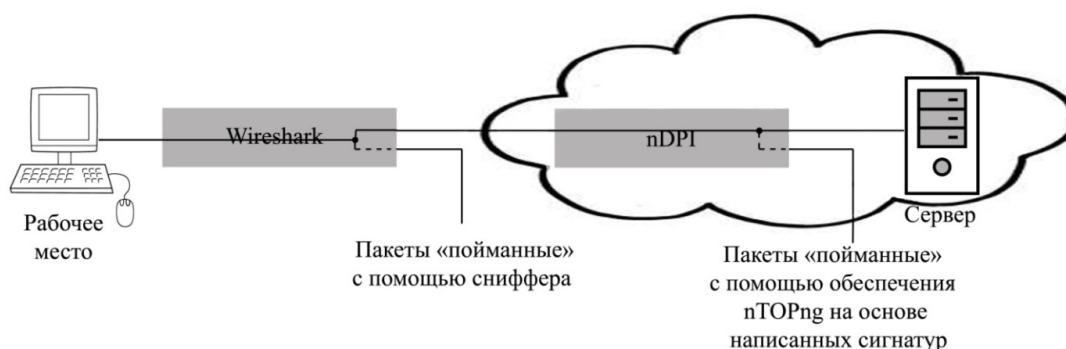 Wireshark
nDPI
Рабочее
место
Сервер
Пакеты «пойманные»
с помощью сниффера
Пакеты «пойманные»
с помощью обеспечения
nTOPng на основе
написанных сигнатур